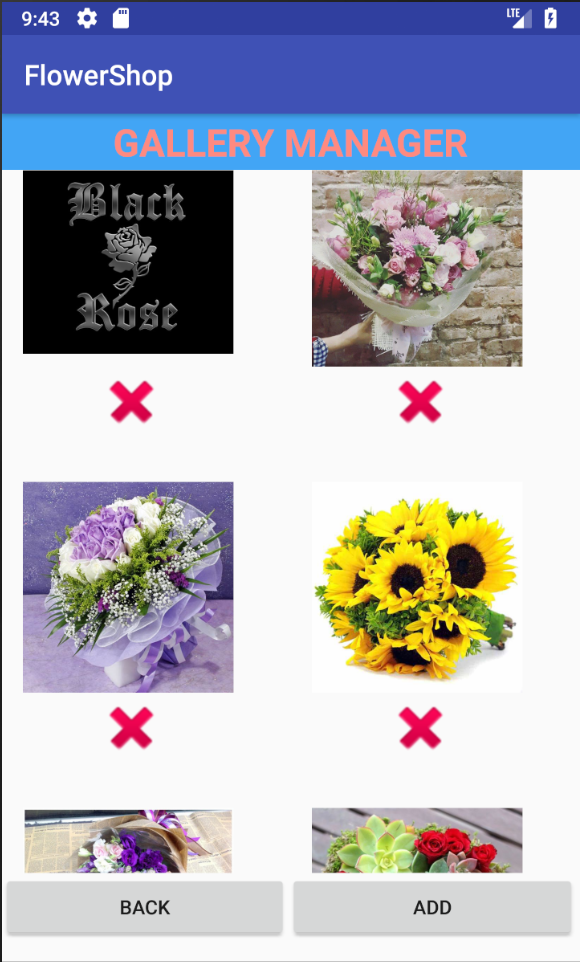 9:43
LTE
FlowerShop
GALLERY MANAGER
Black
Rose
BACK
ADD